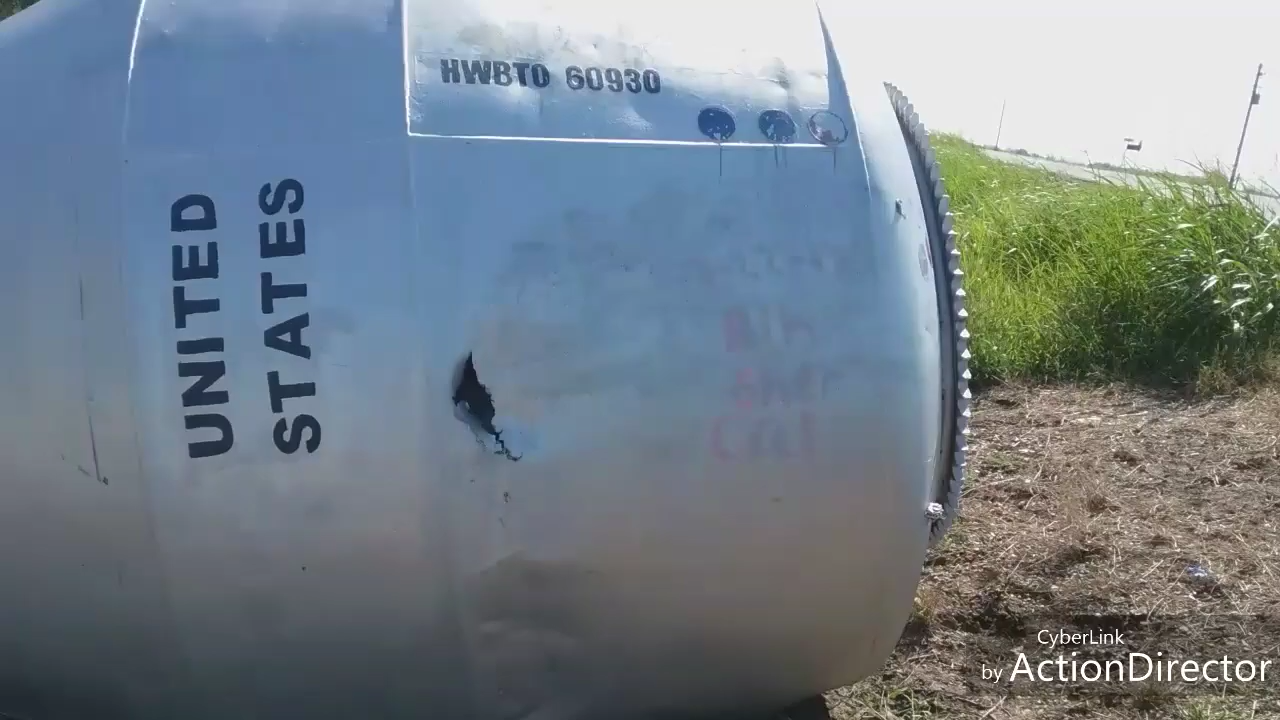 HWBTO 60930
UNITED
STATES
CyberLink
by ActionDirector